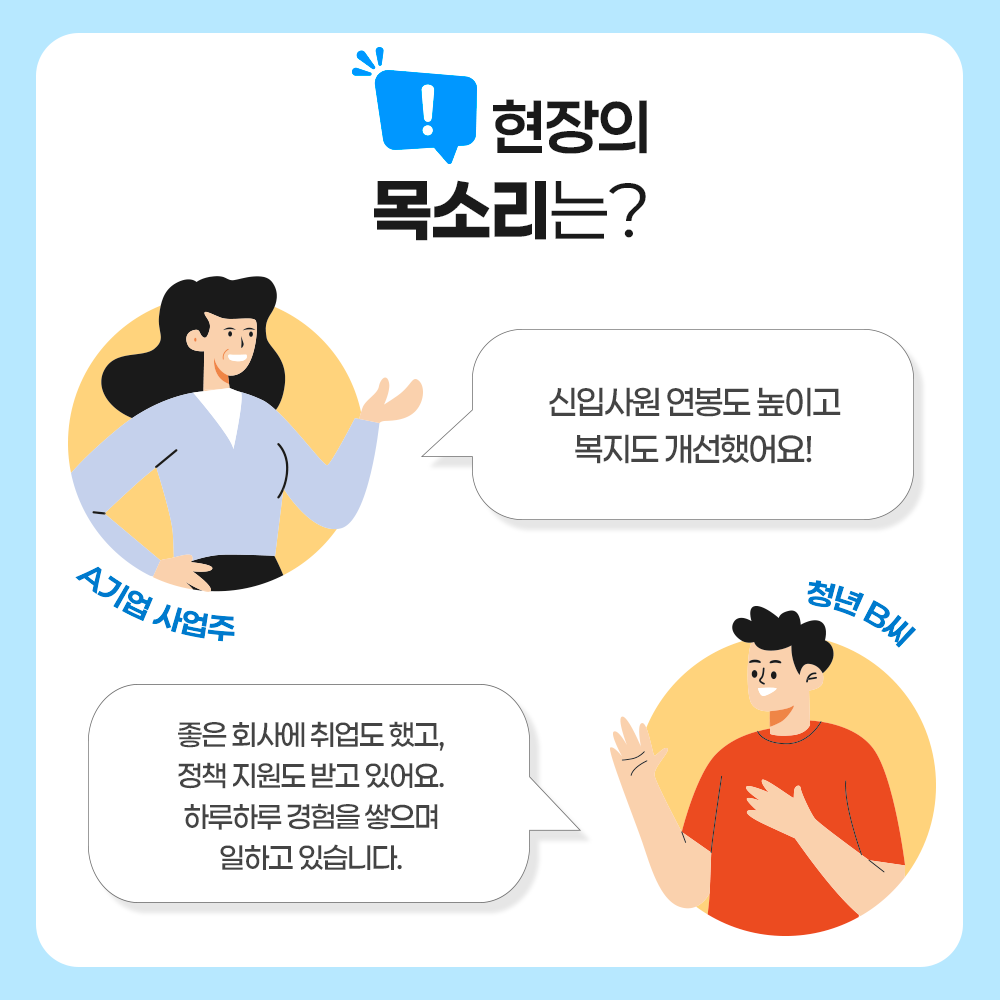 !
현장의
목소리는?
신입사원 연봉도 높이고
복지도 개선했어요!
A기업 사업주
청년 B씨
좋은 회사에 취업도 했고,
정책 지원도 받고 있어요.
하루하루 경험을 쌓으며
일하고 있습니다.